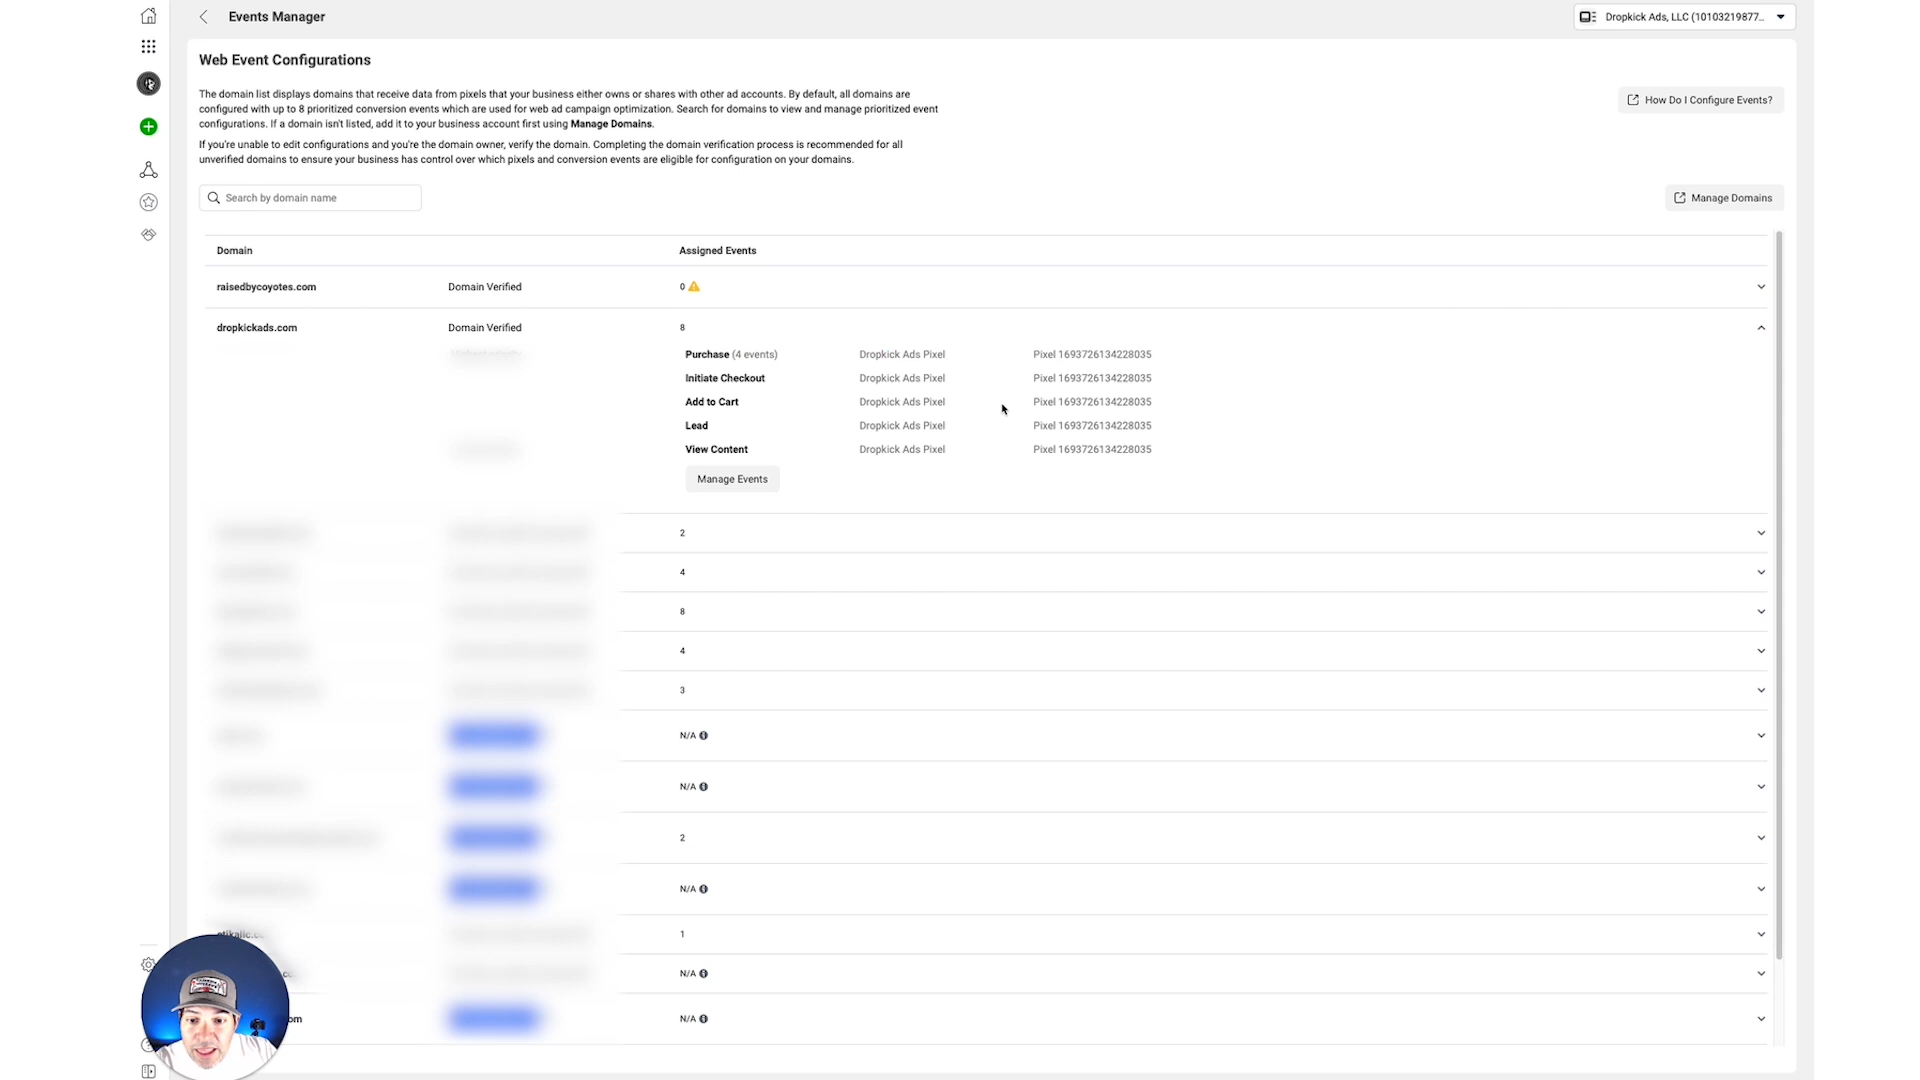 Events Manager
Dropkick Ads, LLC (10103219877...
Web Event Configurations
The domain list displays domains that receive data from pixels that your business either owns or shares with other ad accounts. By default, all domains are
configured with up to 8 prioritized conversion events which are used for web ad campaign optimization. Search for domains to view and manage prioritized event
configurations. If a domain isn't listed, add it to your business account first using Manage Domains.
How Do I Configure Events?
If you're unable to edit configurations and you're the domain owner, verify the domain. Completing the domain verification process is recommended for all
unverified domains to ensure your business has control over which pixels and conversion events are eligible for configuration on your domains.
Search by domain name
Manage Domains
Domain Assigned Events
raisedbycoyotes.com Domain Verified 0
dropkickads.com Domain Verified 8
Purchase (4 events) Dropkick Ads Pixel Pixel 1693726134228035
Initiate Checkout Dropkick Ads Pixel Pixel 1693726134228035
Add to Cart Dropkick Ads Pixel Pixel 1693726134228035
Lead Dropkick Ads Pixel Pixel 1693726134228035
View Content Dropkick Ads Pixel Pixel 1693726134228035
Manage Events
2
4
8
4
3
N/A
N/A
2
N/A
1
N/A
N/A